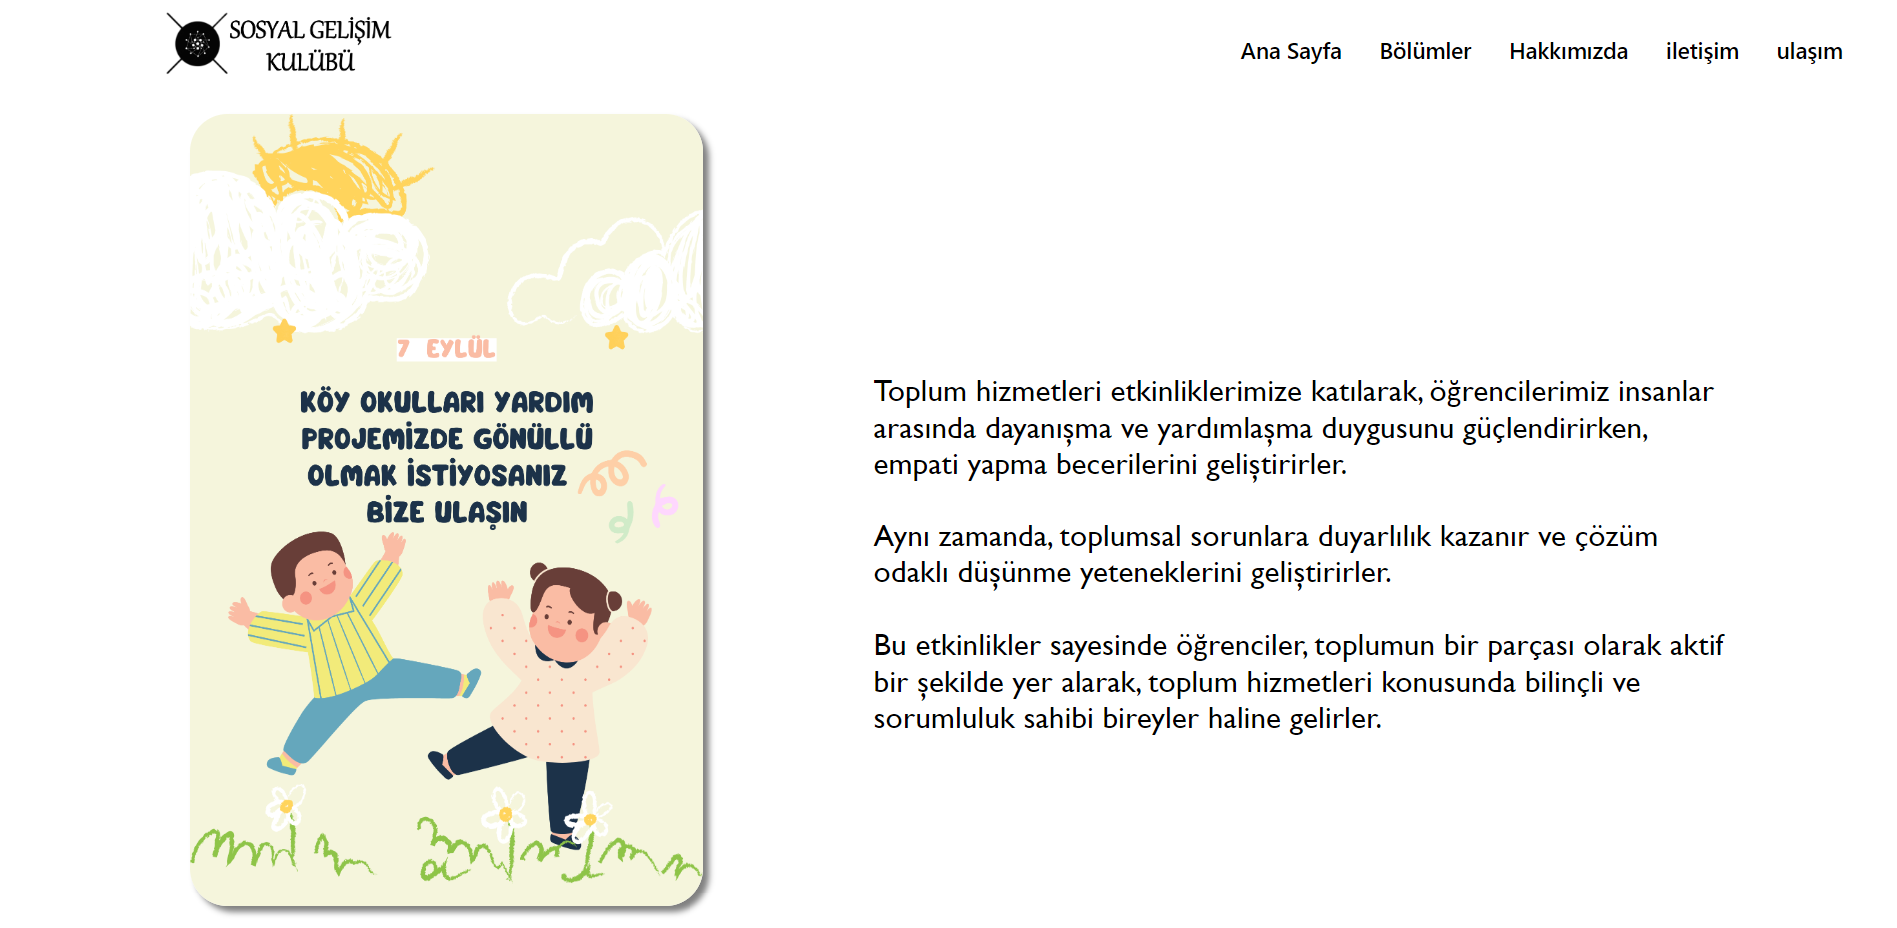 SOSYAL GELİŞİM
KULÜBÜ
Ana Sayfa Bölümler Hakkımızda iletişim ulaşım
7 EYLÜL
KÖY OKULLARI YARDIM
PROJEMİZDE GÖNÜLLÜ
OLMAK İSTİYOSANIZ
BİZE ULAŞIN
Toplum hizmetleri etkinliklerimize katılarak, öğrencilerimiz insanlar
arasında dayanışma ve yardımlaşma duygusunu güçlendirirken,
empati yapma becerilerini geliştirirler.
Aynı zamanda, toplumsal sorunlara duyarlılık kazanır ve çözüm
odaklı düşünme yeteneklerini geliştirirler.
Bu etkinlikler sayesinde öğrenciler, toplumun bir parçası olarak aktif
bir şekilde yer alarak, toplum hizmetleri konusunda bilinçli ve
sorumluluk sahibi bireyler haline gelirler.